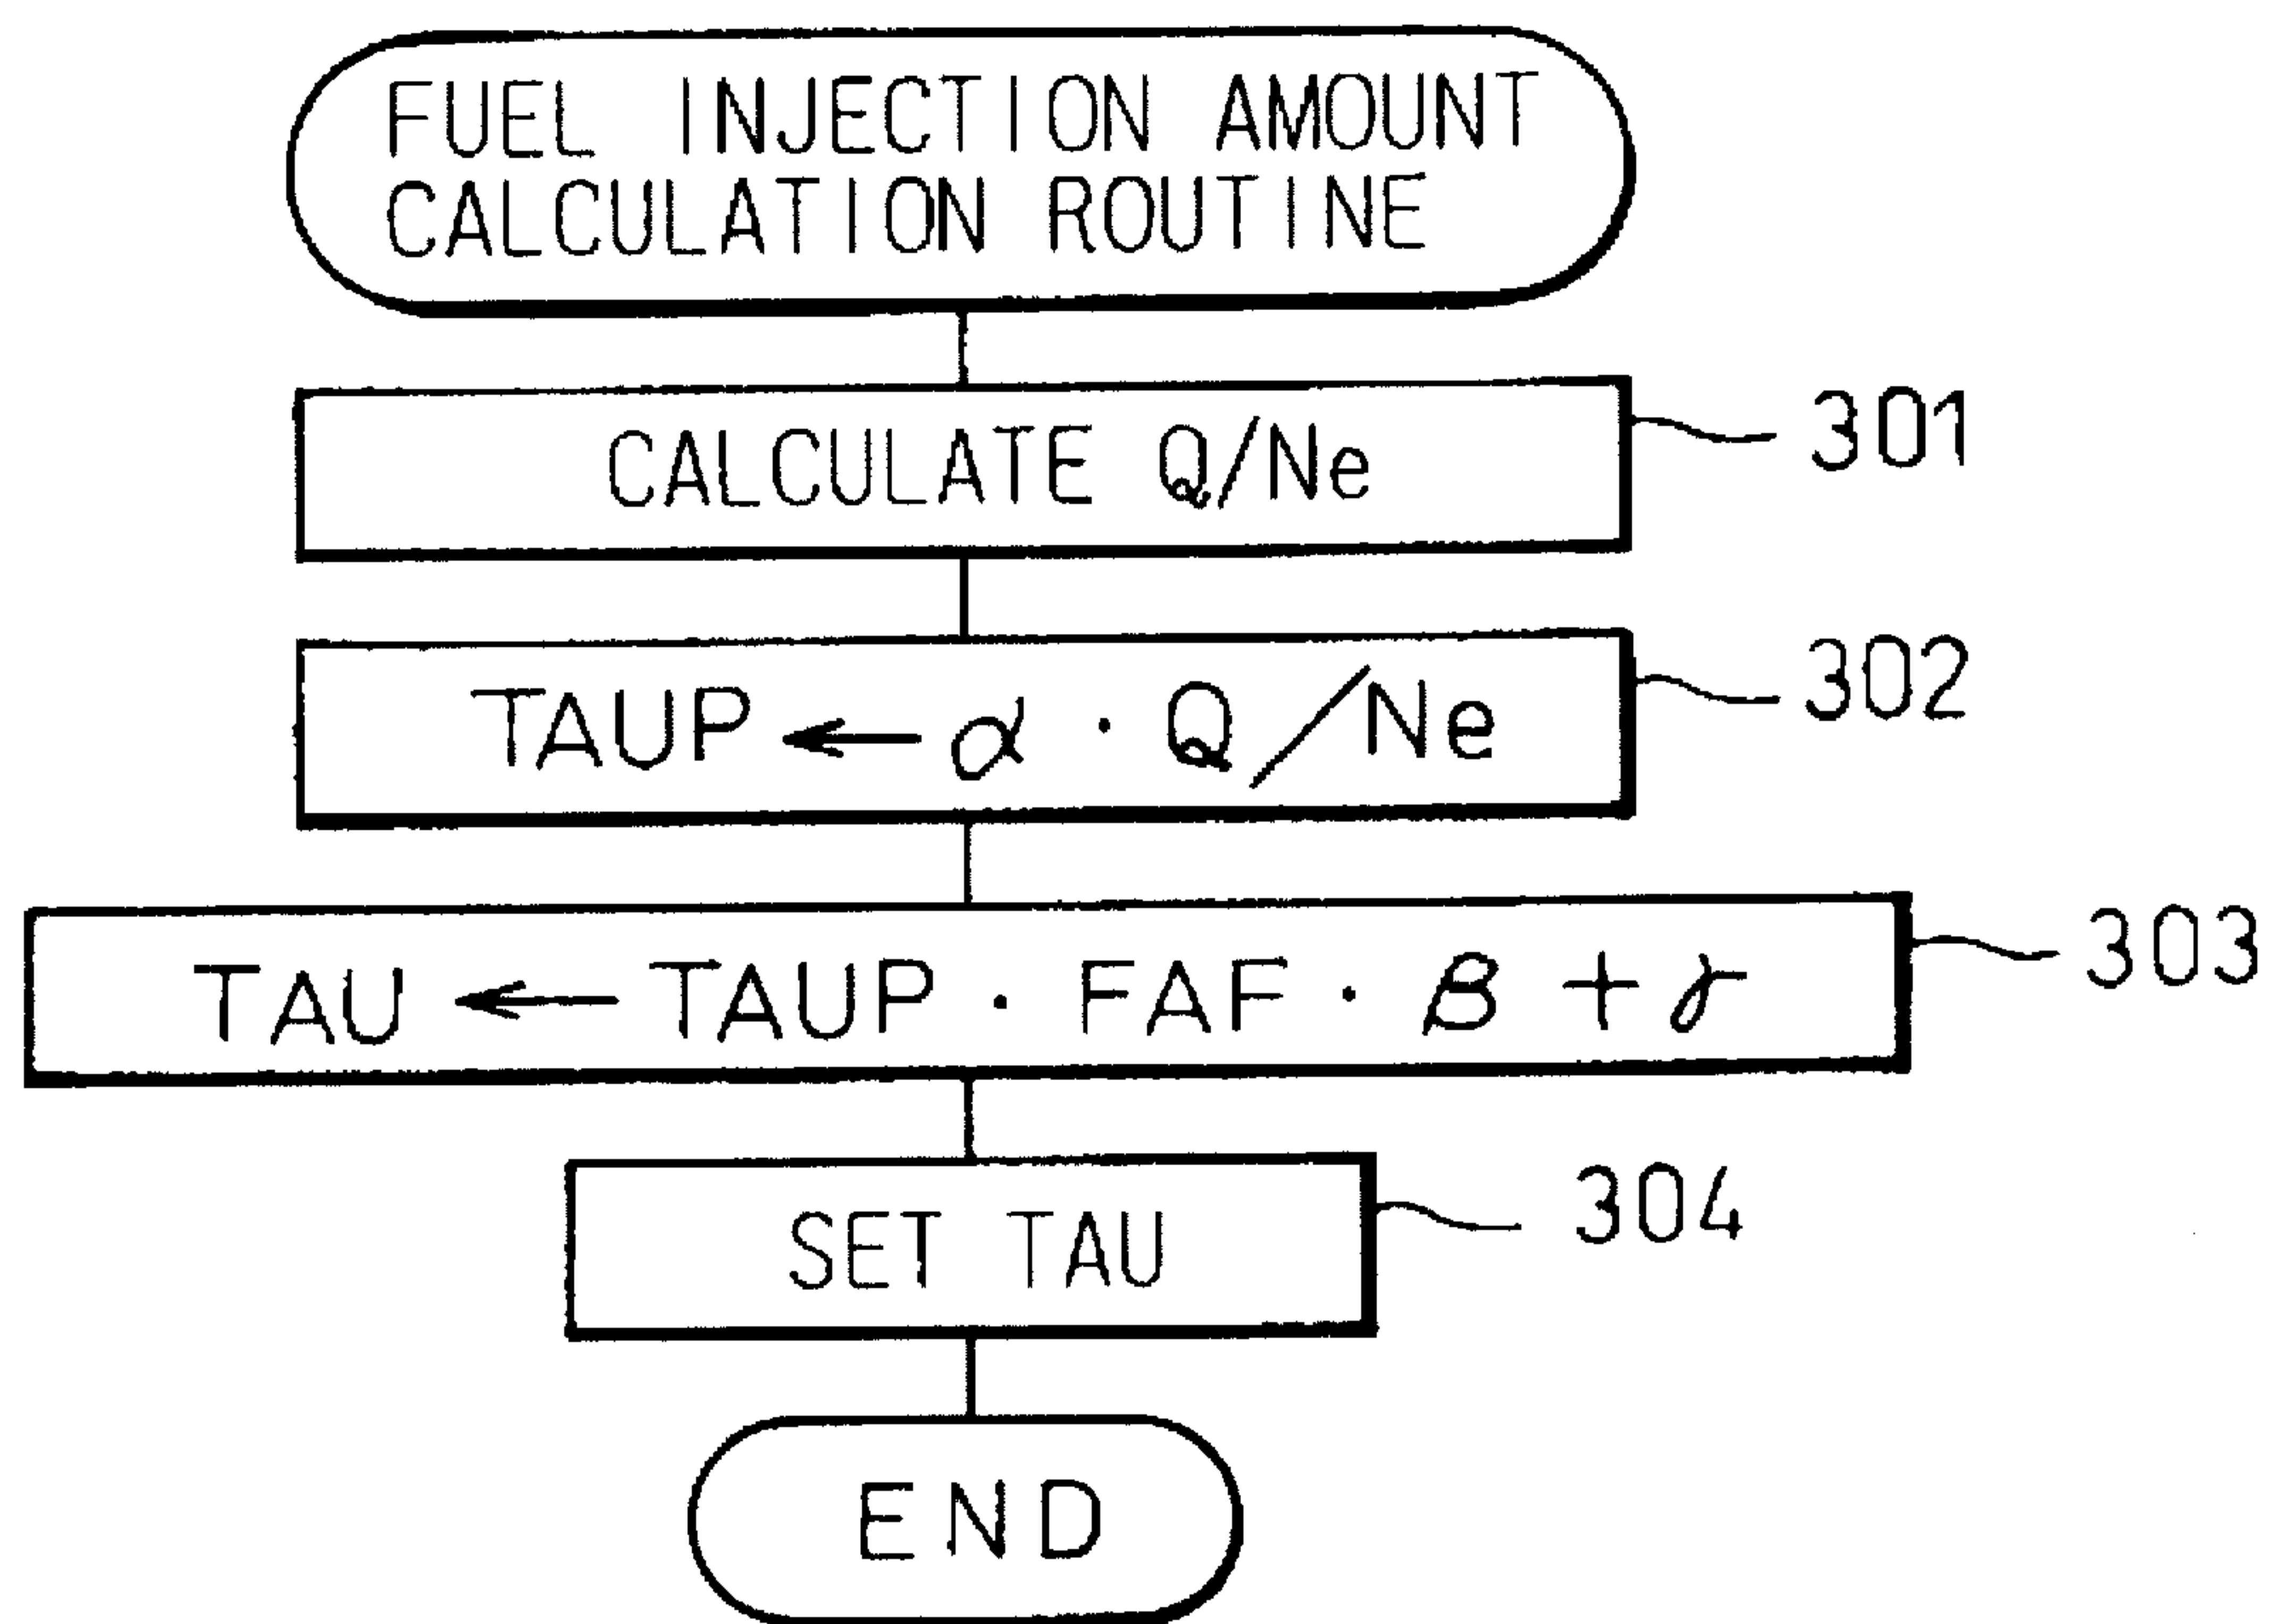 FUEL INJECTION AMOUNT
CALCULATION ROUTINE
CALCULATE Q/Ne
301
TAUP ← α · Q/Ne
302
TAU ← TAUP · FAF · β + γ
303
SET TAU
304
END